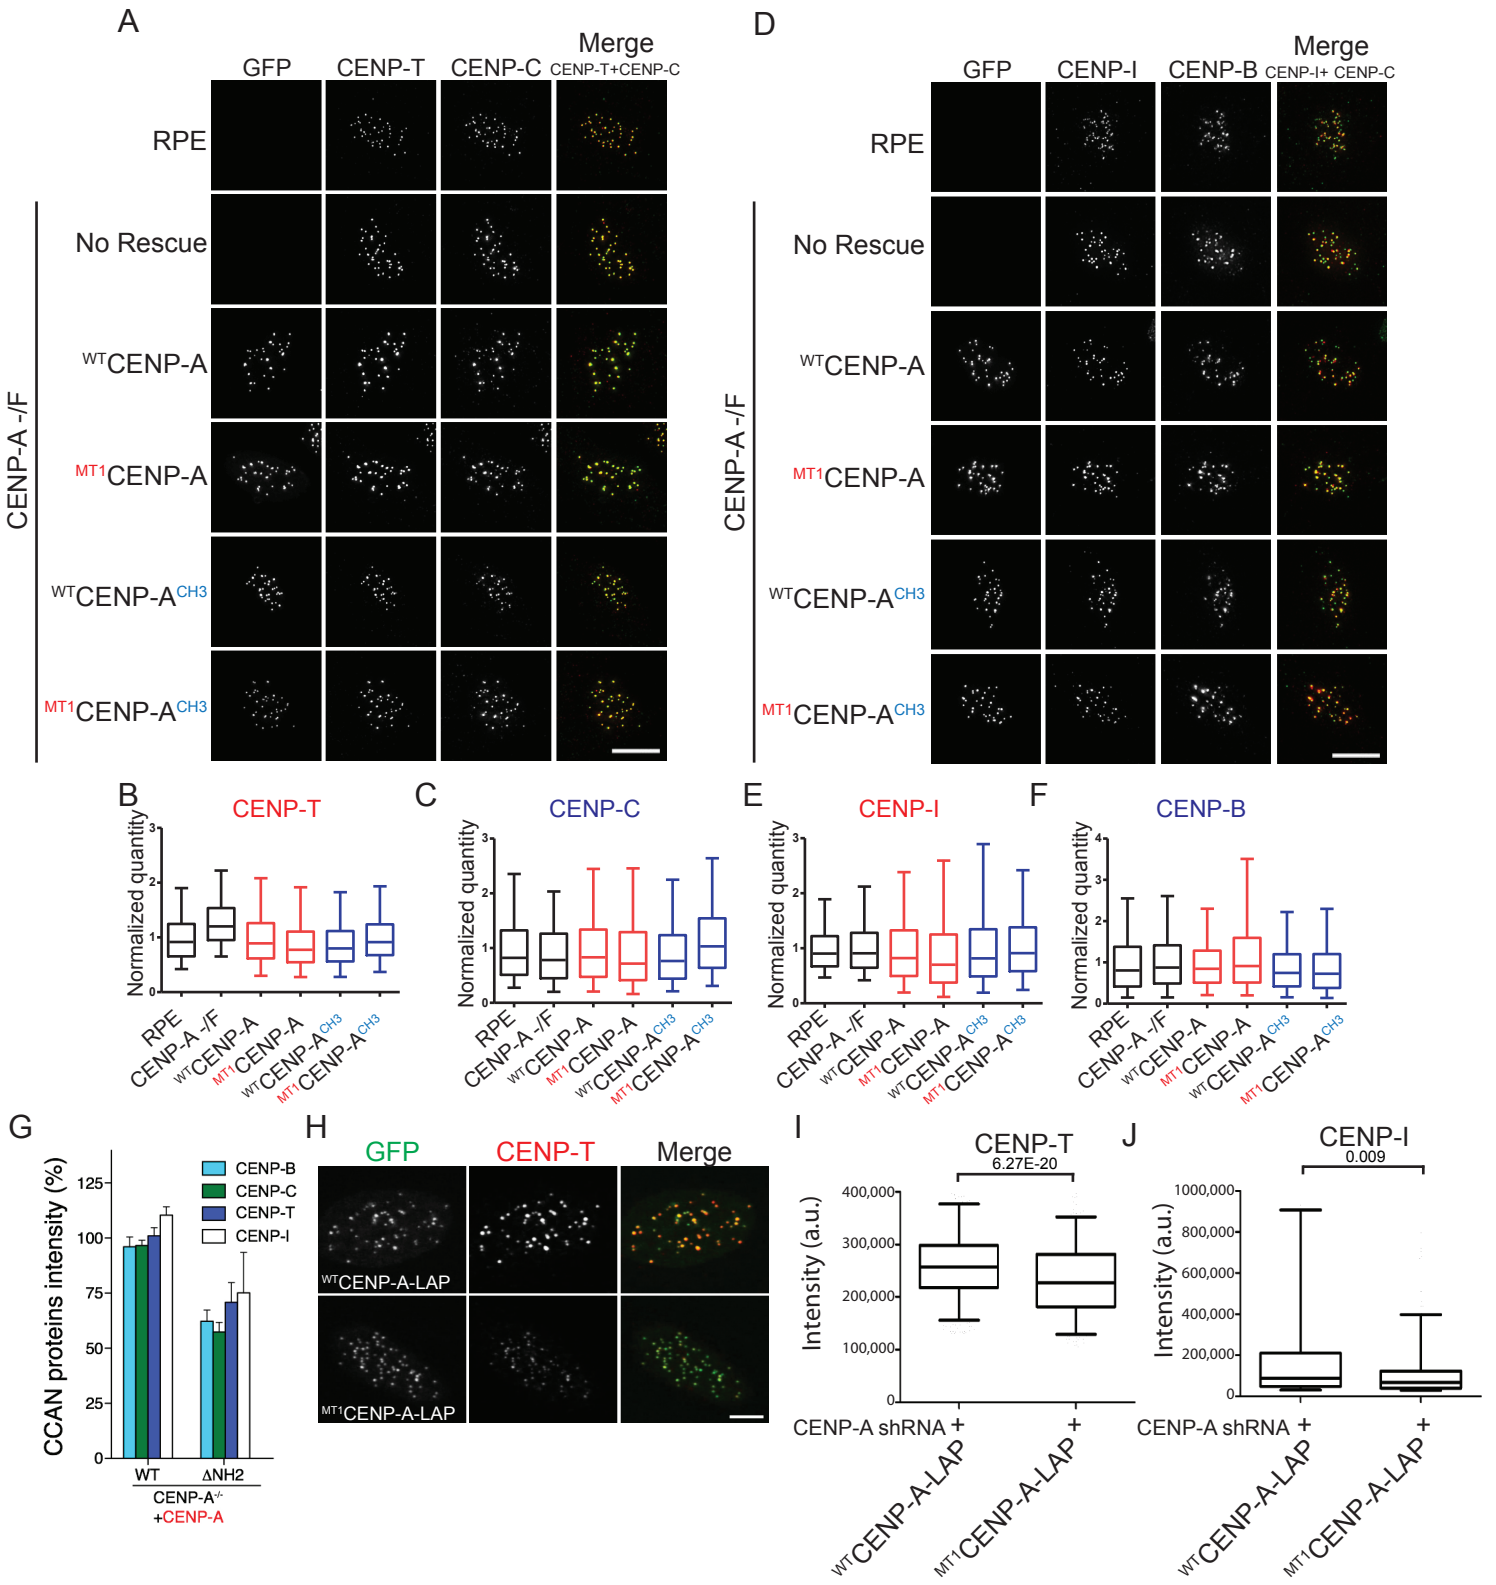 A
GFP CENP-T CENP-C Merge
CENP-T+CENP-C
RPE
No Rescue
WTCENP-A
MT1CENP-A
WTCENP-ACH3
MT1CENP-ACH3
CENP-A -/F
D
GFP CENP-I CENP-B Merge
CENP-I+ CENP-C
RPE
No Rescue
WTCENP-A
MT1CENP-A
WTCENP-ACH3
MT1CENP-ACH3
CENP-A -/F
B
CENP-T
Normalized quantity
3
2
1
0
RPE
CENP-A -/F
WTCENP-A
MT1CENP-A
WTCENP-ACH3
MT1CENP-ACH3
C
CENP-C
Normalized quantity
3
2
1
0
RPE
CENP-A -/F
WTCENP-A
MT1CENP-A
WTCENP-ACH3
MT1CENP-ACH3
E
CENP-I
Normalized quantity
3
2
1
0
RPE
CENP-A -/F
WTCENP-A
MT1CENP-A
WTCENP-ACH3
MT1CENP-ACH3
F
CENP-B
Normalized quantity
4
3
2
1
0
RPE
CENP-A -/F
WTCENP-A
MT1CENP-A
WTCENP-ACH3
MT1CENP-ACH3
G
CCAN proteins intensity (%)
125
100
75
50
25
0
CENP-B
CENP-C
CENP-T
CENP-I
WT ΔNH2
CENP-A-/-
+CENP-A
H
GFP CENP-T Merge
WTCENP-A-LAP
MT1CENP-A-LAP
I
CENP-T
6.27E-20
Intensity (a.u.)
400,000
300,000
200,000
100,000
0
CENP-A shRNA + +
WTCENP-A-LAP
MT1CENP-A-LAP
J
CENP-I
0.009
Intensity (a.u.)
1000,000
800,000
600,000
400,000
200,000
0
CENP-A shRNA + +
WTCENP-A-LAP
MT1CENP-A-LAP